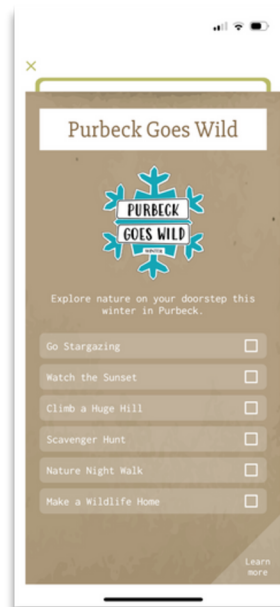 Purbeck Goes Wild
PURBECK
GOES WILD
WINTER
Explore nature on your doorstep this
winter in Purbeck.
Go Stargazing
Watch the Sunset
Climb a Huge Hill
Scavenger Hunt
Nature Night Walk
Make a Wildlife Home
Learn
more